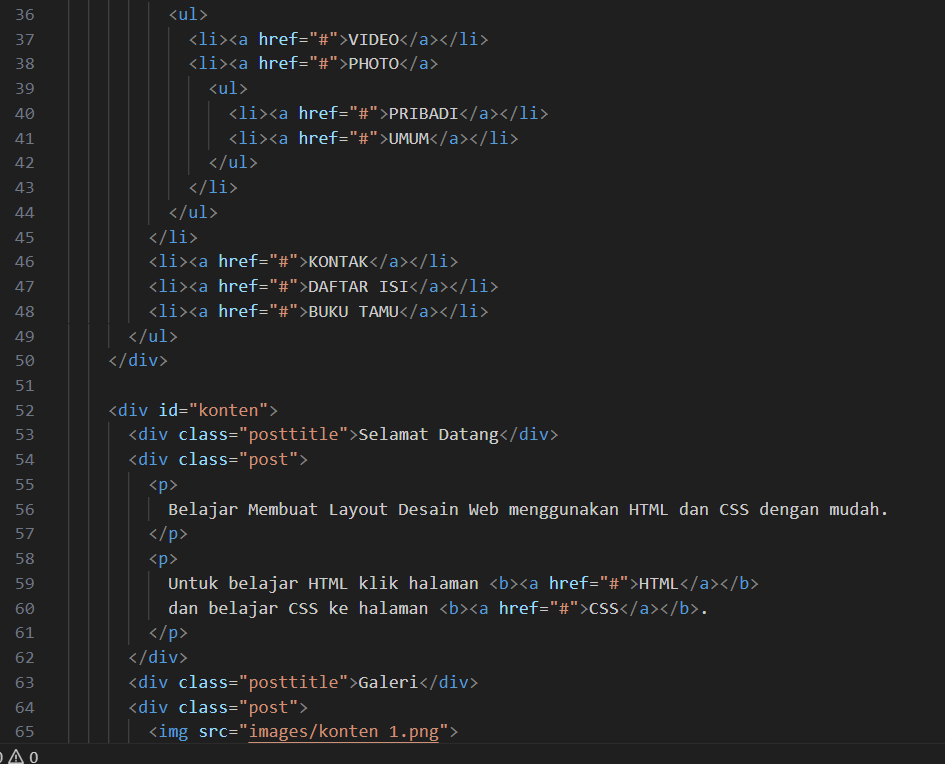 36 <ul>
37 <li><a href="#">VIDEO</a></li>
38 <li><a href="#">PHOTO</a>
39 <ul>
40 <li><a href="#">PRIBADI</a></li>
41 <li><a href="#">UMUM</a></li>
42 </ul>
43 </li>
44 </ul>
45 </li>
46 <li><a href="#">KONTAK</a></li>
47 <li><a href="#">DAFTAR ISI</a></li>
48 <li><a href="#">BUKU TAMU</a></li>
49 </ul>
50 </div>
51
52 <div id="konten">
53 <div class="posttitle">Selamat Datang</div>
54 <div class="post">
55 <p>
56 Belajar Membuat Layout Desain Web menggunakan HTML dan CSS dengan mudah.
57 </p>
58 <p>
59 Untuk belajar HTML klik halaman <b><a href="#">HTML</a></b>
60 dan belajar CSS ke halaman <b><a href="#">CSS</a></b>.
61 </p>
62 </div>
63 <div class="posttitle">Galeri</div>
64 <div class="post">
65 <img src="images/konten 1.png">
0